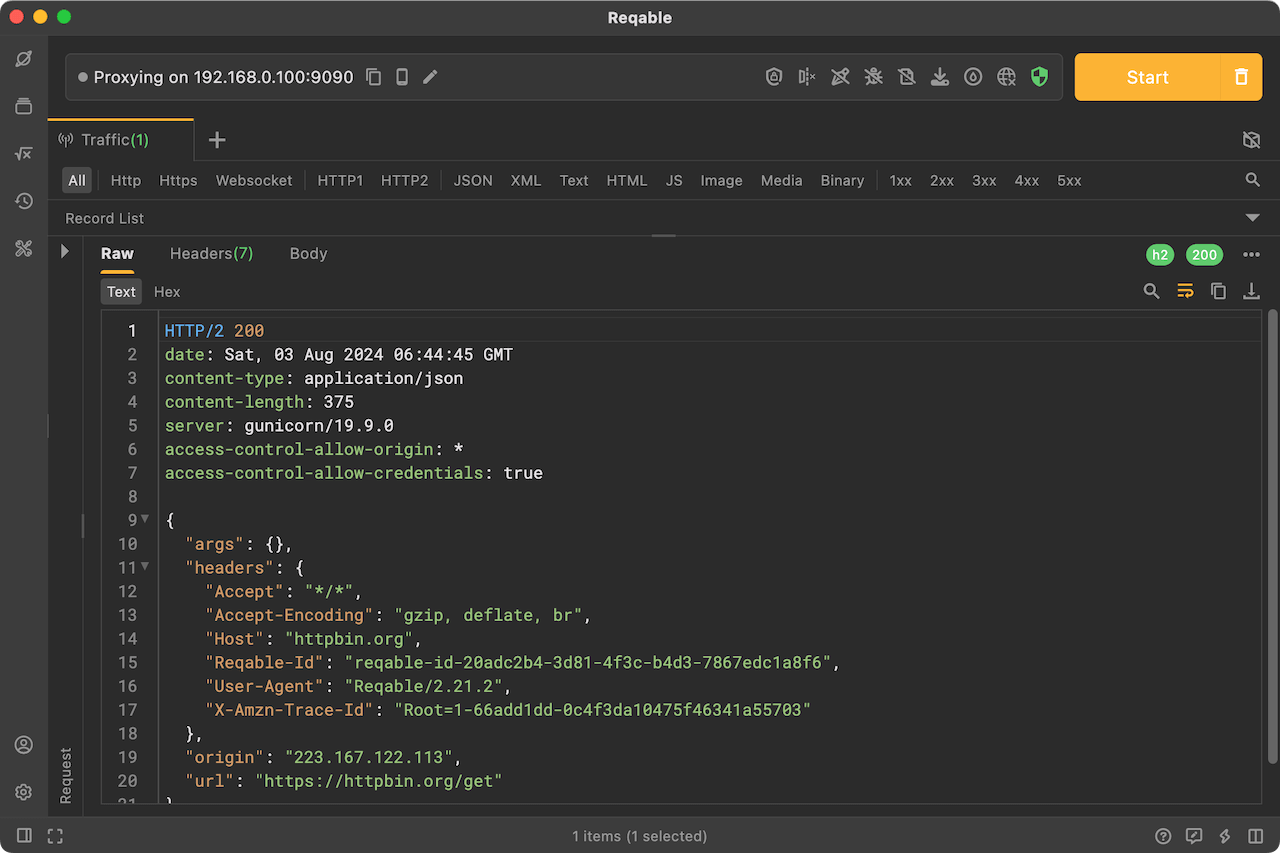 Reqable
Proxying on 192.168.0.100:9090
Start
Traffic(1)
All Http Https Websocket HTTP1 HTTP2 JSON XML Text HTML JS Image Media Binary 1xx 2xx 3xx 4xx 5xx
Record List
Raw Headers(7) Body h2 200
Text Hex
1 HTTP/2 200
2 date: Sat, 03 Aug 2024 06:44:45 GMT
3 content-type: application/json
4 content-length: 375
5 server: gunicorn/19.9.0
6 access-control-allow-origin: *
7 access-control-allow-credentials: true
8
9 {
10 "args": {},
11 "headers": {
12 "Accept": "*/*",
13 "Accept-Encoding": "gzip, deflate, br",
14 "Host": "httpbin.org",
15 "Reqable-Id": "reqable-id-20adc2b4-3d81-4f3c-b4d3-7867edc1a8f6",
16 "User-Agent": "Reqable/2.21.2",
17 "X-Amzn-Trace-Id": "Root=1-66add1dd-0c4f3da10475f46341a55703"
18 },
19 "origin": "223.167.122.113",
20 "url": "https://httpbin.org/get"
21 }
Request
1 items (1 selected)